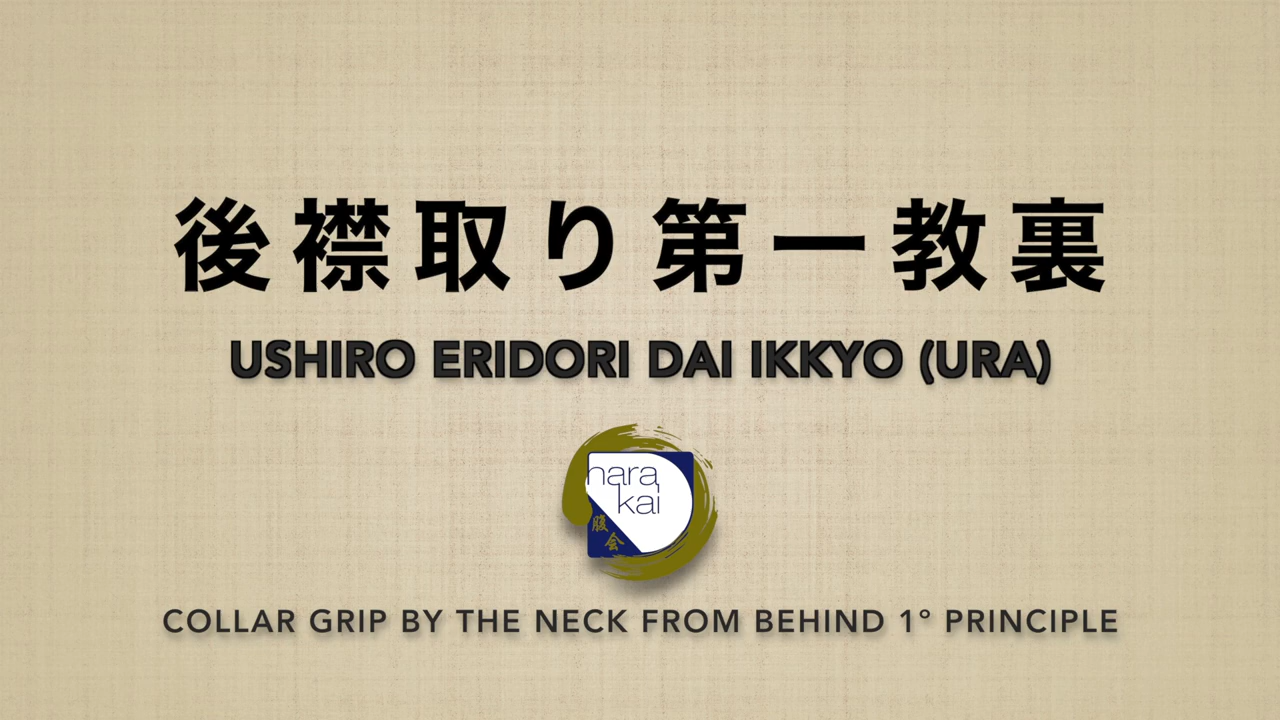 後襟取り第一教裏
USHIRO ERIDORI DAI IKKYO (URA)
hara
kai
腹
会
COLLAR GRIP BY THE NECK FROM BEHIND 1° PRINCIPLE